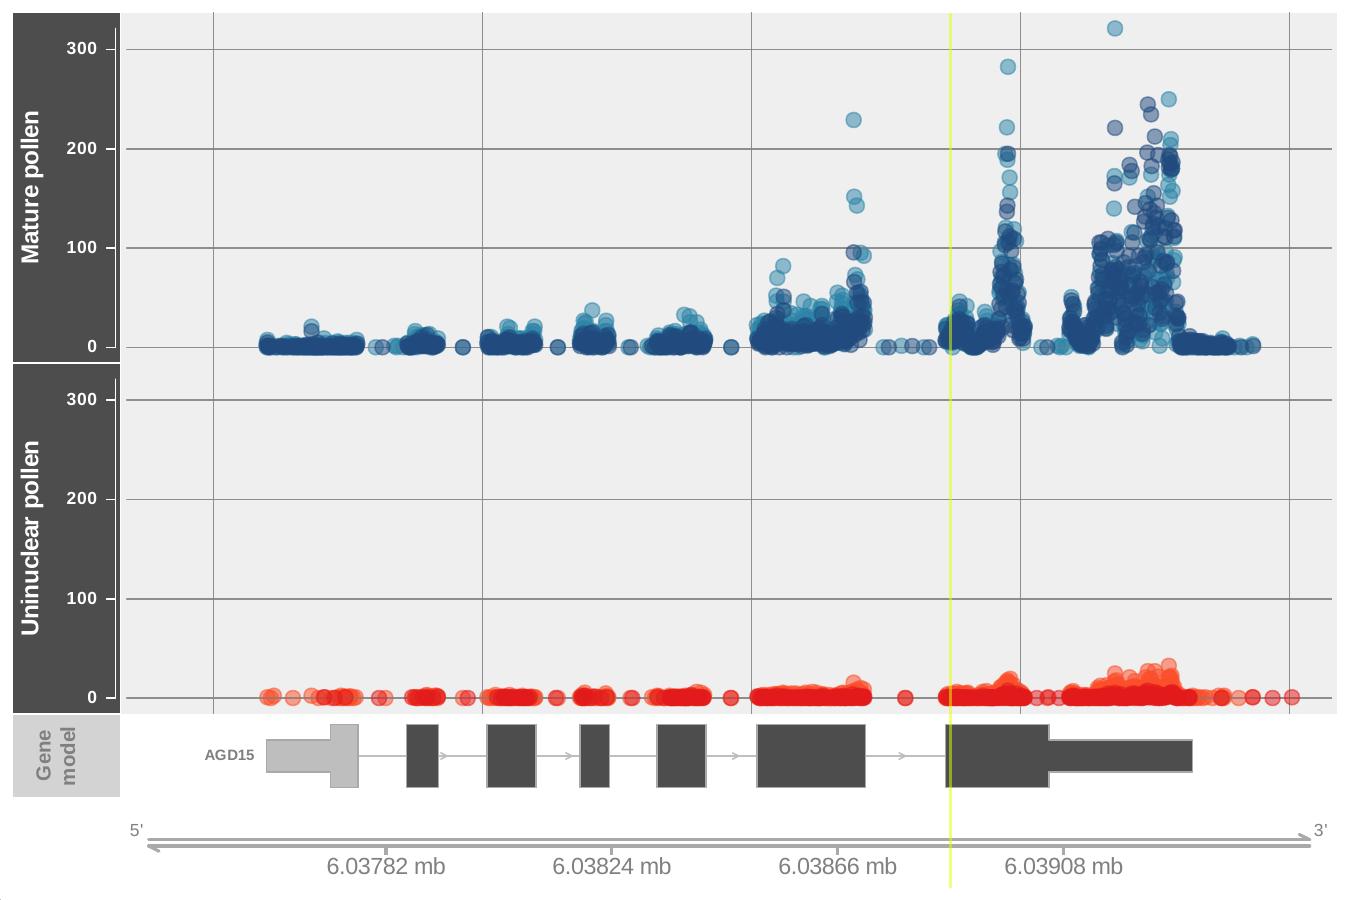 Mature pollen
300
200
100
0
Uninuclear pollen
300
200
100
0
Gene
model
AGD15
5'
3'
6.03782 mb
6.03824 mb
6.03866 mb
6.03908 mb